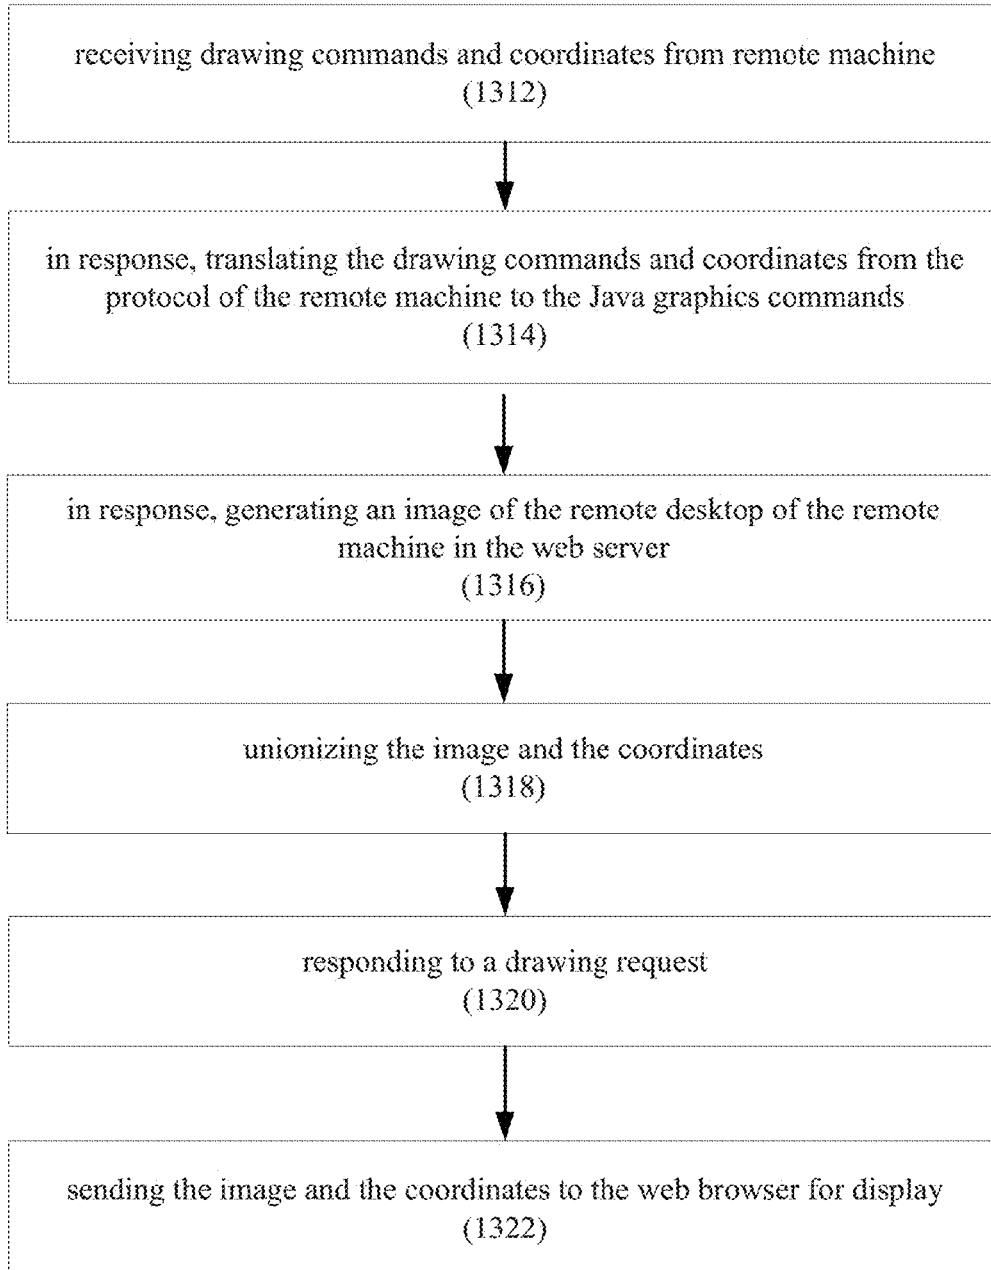 receiving drawing commands and coordinates from remote machine
(1312)
in response, translating the drawing commands and coordinates from the
protocol of the remote machine to the Java graphics commands
(1314)
in response, generating an image of the remote desktop of the remote
machine in the web server
(1316)
unionizing the image and the coordinates
(1318)
responding to a drawing request
(1320)
sending the image and the coordinates to the web browser for display
(1322)